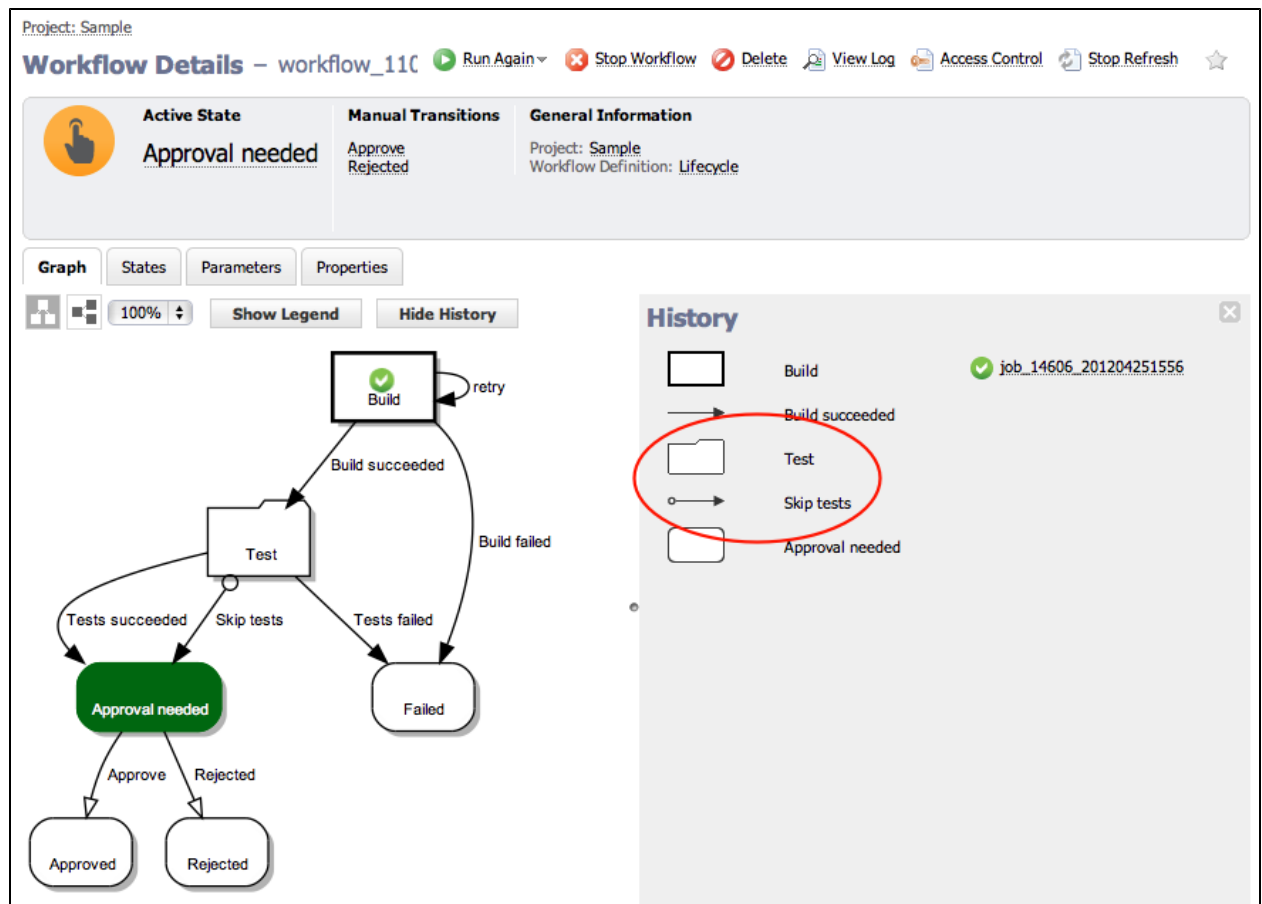 Project: Sample
Workflow Details – workflow_110 Run Again Stop Workflow Delete View Log Access Control Stop Refresh
Active State Manual Transitions General Information
Approval needed Approve Project: Sample
Rejected Workflow Definition: Lifecycle
Graph States Parameters Properties
100% Show Legend Hide History
History
Build job_14606_201204251556
Build succeeded
Test
Skip tests
Approval needed
Build
retry
Build succeeded
Build failed
Test
Tests succeeded Skip tests Tests failed
Approval needed Failed
Approve Rejected
Approved Rejected